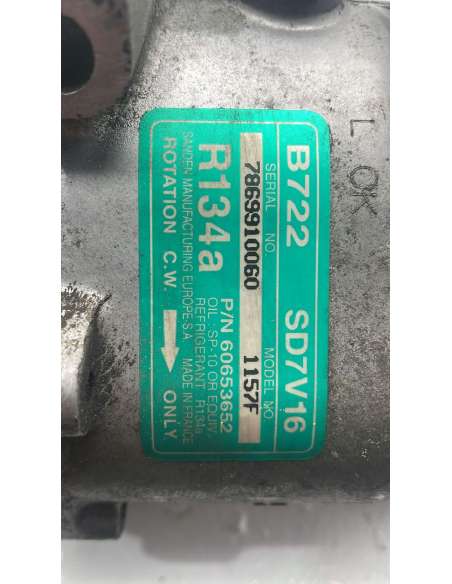 B722 SD7V16
SERIAL NO. MODEL NO
7869910060 1157F
R134a
P/N 60653652
OIL : SP-10 OR EQUIV
REFRIGERANT R134a
SANDEN MANUFACTURING EUROPE S.A MADE IN FRANCE
ROTATION C.W. → ONLY
L OK